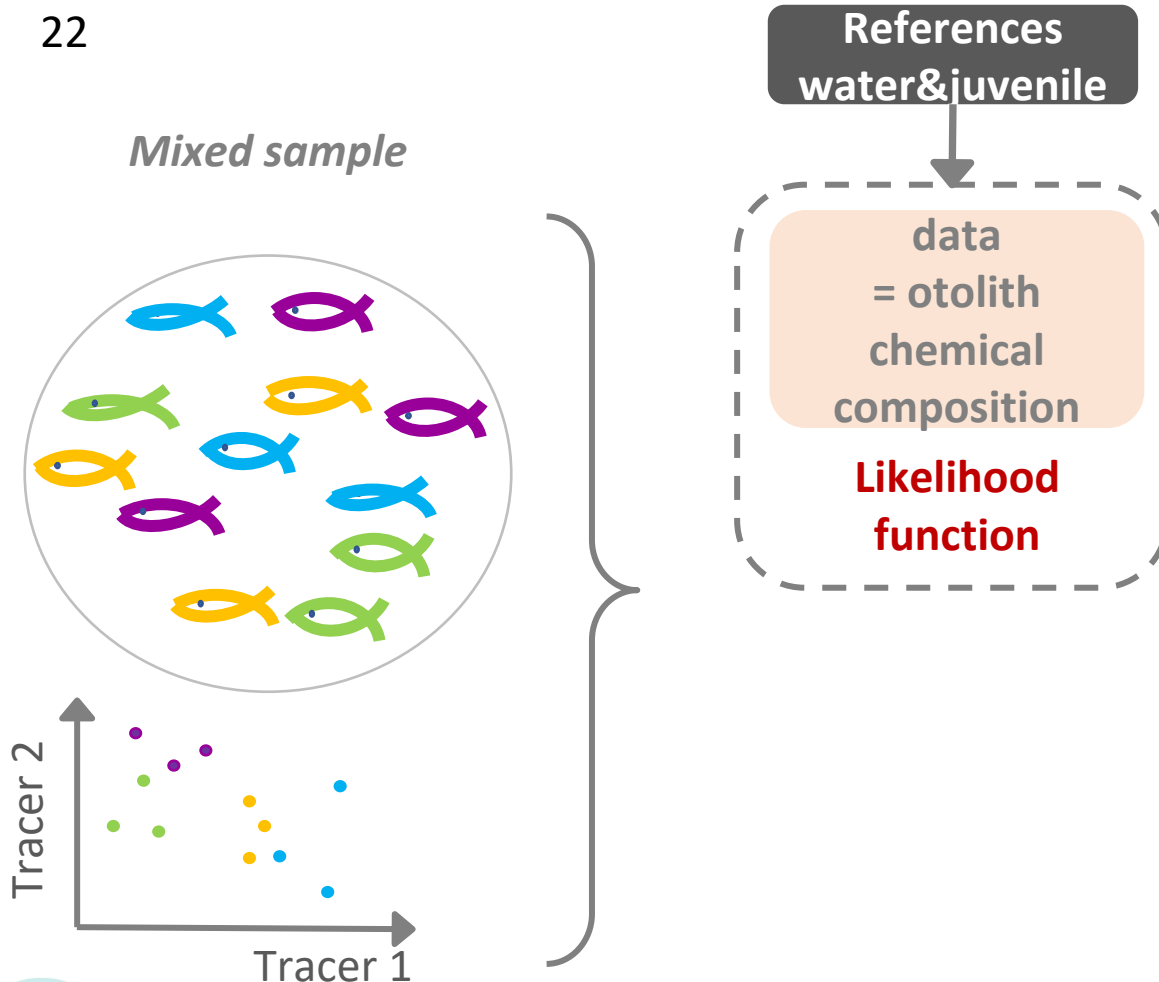 22
References
water&juvenile
Mixed sample
data
= otolith
chemical
composition
Likelihood
function
Tracer 2
Tracer 1